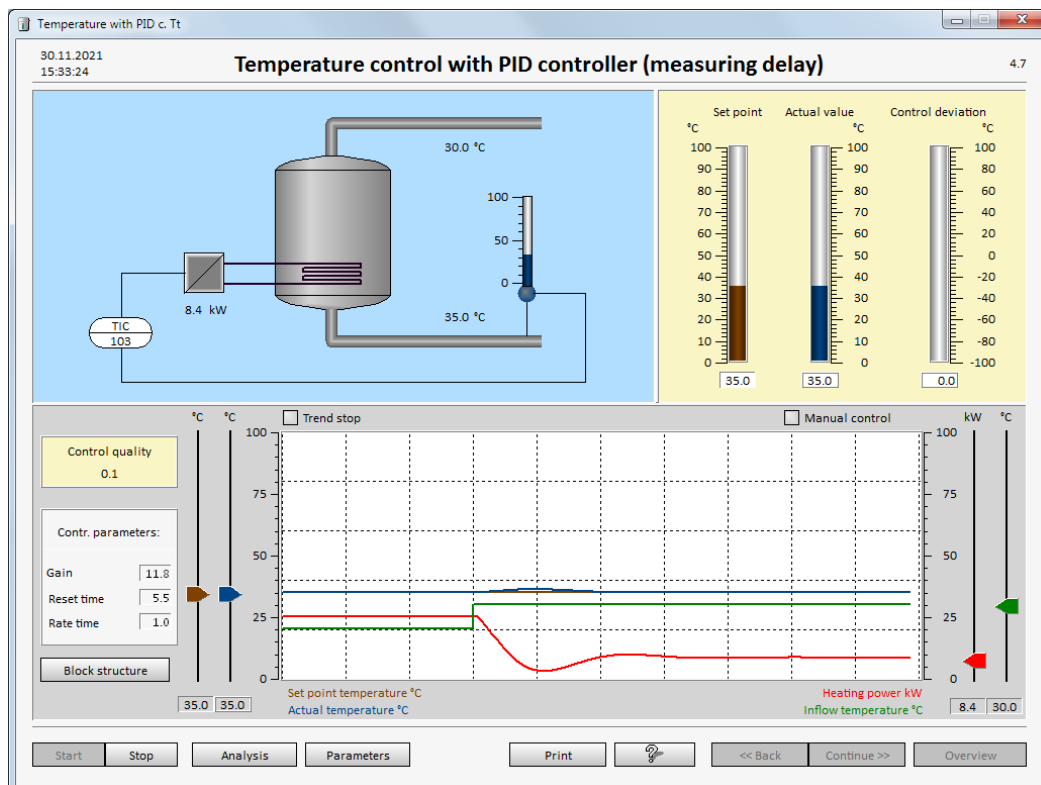 Temperature with PID c. Tt
30.11.2021
15:33:24
Temperature control with PID controller (measuring delay)
4.7
30.0 °C
100
50
0
35.0 °C
8.4 kW
TIC
103
Set point Actual value Control deviation
°C °C °C
100 100 100
90 90 80
80 80 60
70 70 40
60 60 20
50 50 0
40 40 -20
30 30 -40
20 20 -60
10 10 -80
0 0 -100
35.0 35.0 0.0
°C °C Trend stop Manual control kW °C
Control quality
0.1
Contr. parameters:
Gain 11.8
Reset time 5.5
Rate time 1.0
Block structure
100 100
75 75
50 50
25 25
0 0
35.0 35.0
Set point temperature °C Heating power kW
Actual temperature °C Inflow temperature °C
8.4 30.0
Start Stop Analysis Parameters Print ? << Back Continue >> Overview